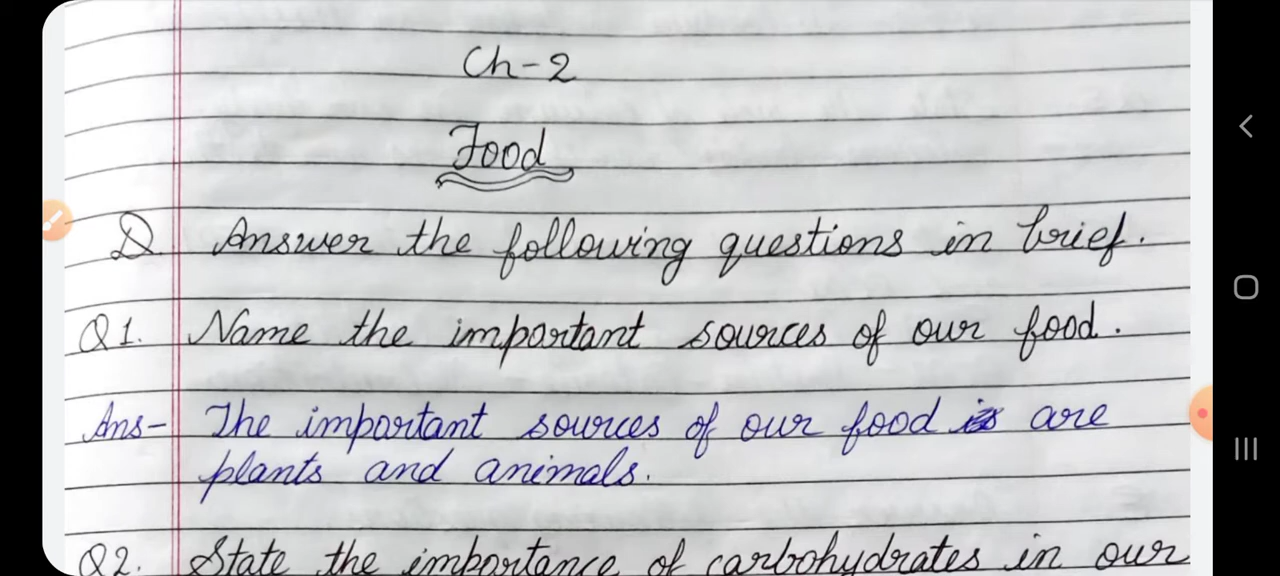 Ch-2
Food
D. Answer the following questions in brief.
Q1. Name the important sources of our food.
Ans- The important sources of our food is are
plants and animals.
Q2. State the importance of carbohydrates in our